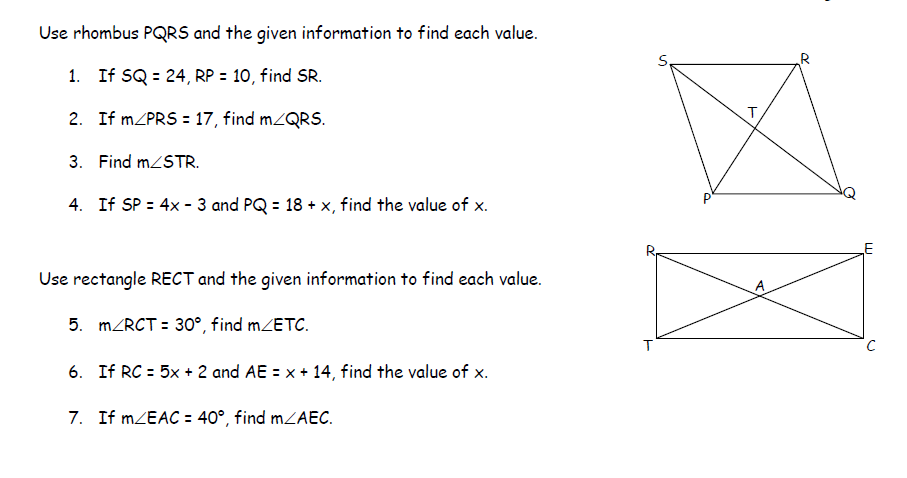 Use rhombus PQRS and the given information to find each value.
1. If SQ = 24, RP = 10, find SR.
2. If m∠PRS = 17, find m∠QRS.
3. Find m∠STR.
4. If SP = 4x - 3 and PQ = 18 + x, find the value of x.
S
R
T
P
Q
Use rectangle RECT and the given information to find each value.
5. m∠RCT = 30°, find m∠ETC.
6. If RC = 5x + 2 and AE = x + 14, find the value of x.
7. If m∠EAC = 40°, find m∠AEC.
R
E
A
T
C